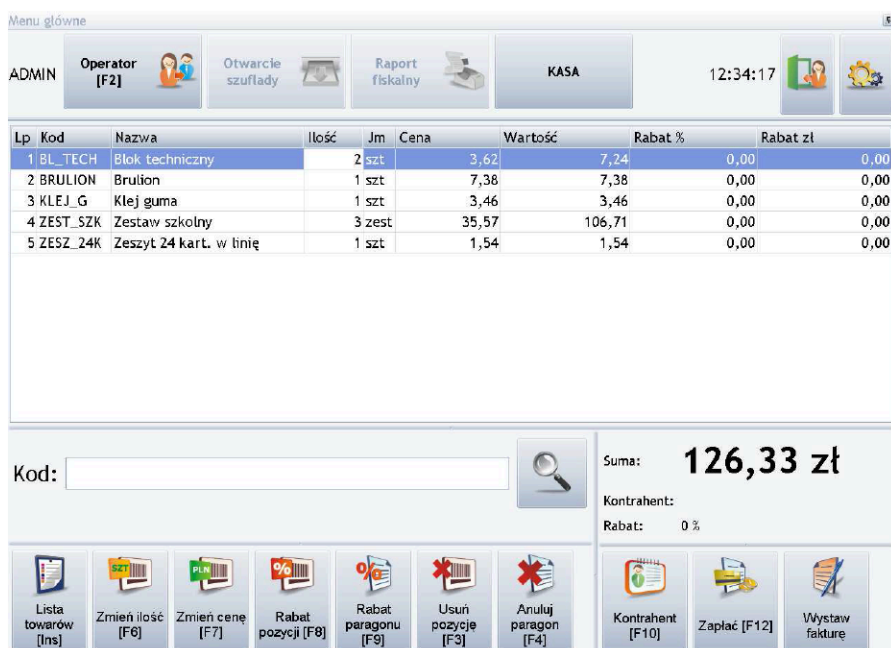 Menu główne
ADMIN
Operator
[F2]
Otwarcie
szuflady
Raport
fiskalny
KASA
12:34:17
Lp Kod Nazwa Ilość Jm Cena Wartość Rabat % Rabat zł
1 BL_TECH Blok techniczny 2 szt 3,62 7,24 0,00 0,00
2 BRULION Brulion 1 szt 7,38 7,38 0,00 0,00
3 KLEJ_G Klej guma 1 szt 3,46 3,46 0,00 0,00
4 ZEST_SZK Zestaw szkolny 3 zest 35,57 106,71 0,00 0,00
5 ZESZ_24K Zeszyt 24 kart. w linię 1 szt 1,54 1,54 0,00 0,00
Kod:
Suma: 126,33 zł
Kontrahent:
Rabat: 0 %
Lista
towarów
[Ins]
SZT
Zmień ilość
[F6]
PLN
Zmień cenę
[F7]
%
Rabat
pozycji [F8]
%
Rabat
paragonu
[F9]
Usuń
pozycję
[F3]
Anuluj
paragon
[F4]
Kontrahent
[F10]
Zapłać [F12]
Wystaw
fakturę